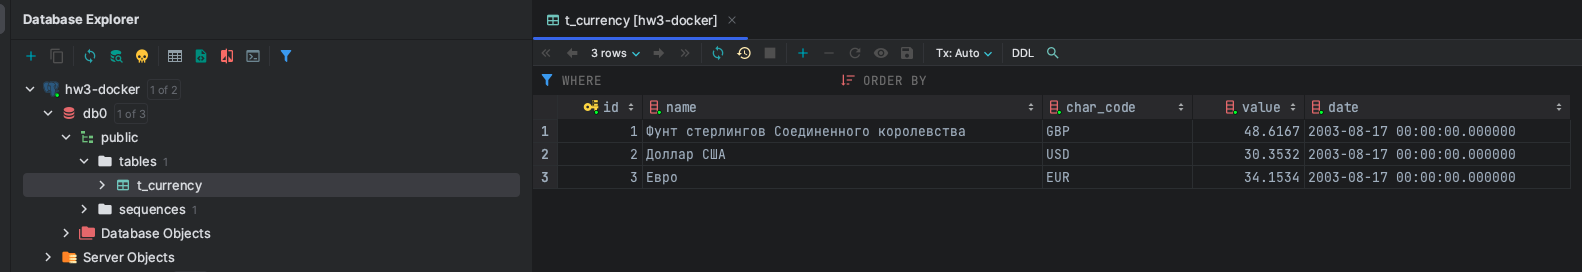 Database Explorer
hw3-docker 1 of 2
db0 1 of 3
public
tables 1
t_currency
sequences 1
Database Objects
Server Objects
t_currency [hw3-docker]
3 rows Tx: Auto DDL
WHERE ORDER BY
id name char_code value date
1 1 Фунт стерлингов Соединенного королевства GBP 48.6167 2003-08-17 00:00:00.000000
2 2 Доллар США USD 30.3532 2003-08-17 00:00:00.000000
3 3 Евро EUR 34.1534 2003-08-17 00:00:00.000000